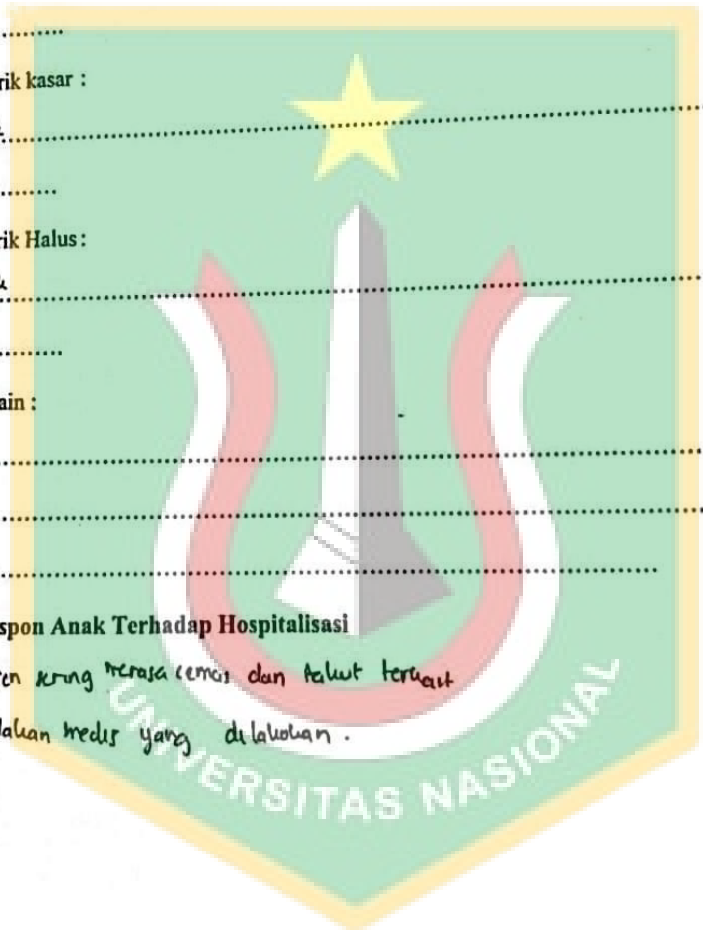 rik kasar :
rik Halus:
ain :
spon Anak Terhadap Hospitalisasi
en sering merasa cemas dan takut terkait
dakan medis yang dilakukan .
UNIVERSITAS NASIONAL